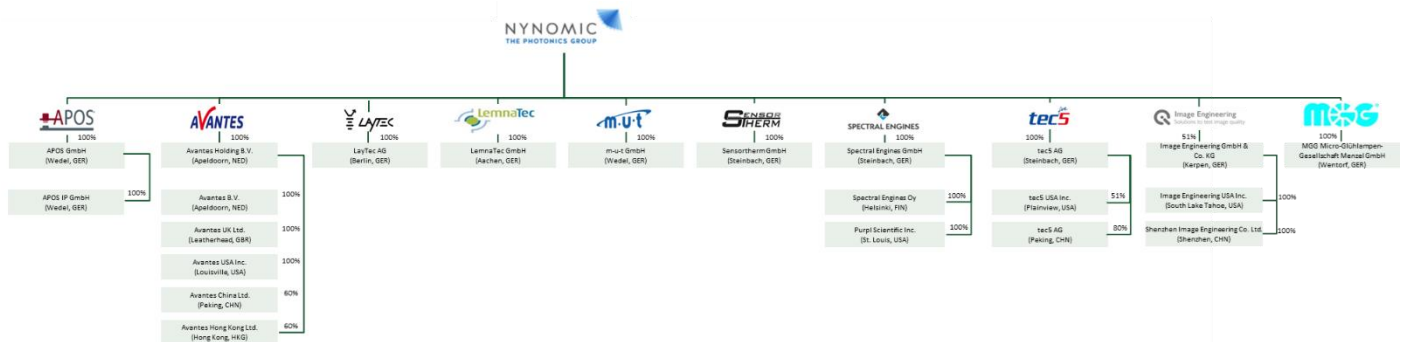 NYNOMIC
THE PHOTONICS GROUP
APOS
100%
APOS GmbH
(Wedel, GER)
100%
APOS IP GmbH
(Wedel, GER)
AVANTES
100%
Avantes Holding B.V.
(Apeldoorn, NED)
100%
Avantes B.V.
(Apeldoorn, NED)
100%
Avantes UK Ltd.
(Leatherhead, GBR)
100%
Avantes USA Inc.
(Louisville, USA)
60%
Avantes China Ltd.
(Peking, CHN)
60%
Avantes Hong Kong Ltd.
(Hong Kong, HKG)
LAYTEC
100%
LayTec AG
(Berlin, GER)
LemnaTec
100%
LemnaTec GmbH
(Aachen, GER)
m·u·t
100%
m-u-t GmbH
(Wedel, GER)
SENSOR
THERM
100%
Sensortherm GmbH
(Steinbach, GER)
SPECTRAL ENGINES
100%
Spectral Engines GmbH
(Steinbach, GER)
100%
Spectral Engines Oy
(Helsinki, FIN)
100%
Purpl Scientific Inc.
(St. Louis, USA)
tec5
100%
tec5 AG
(Steinbach, GER)
51%
tec5 USA Inc.
(Plainview, USA)
80%
tec5 AG
(Peking, CHN)
Image Engineering
Solutions to test image quality
51%
Image Engineering GmbH &
Co. KG
(Kerpen, GER)
100%
Image Engineering USA Inc.
(South Lake Tahoe, USA)
100%
Shenzhen Image Engineering Co. Ltd.
(Shenzhen, CHN)
MGG
100%
MGG Micro-Glühlampen-
Gesellschaft Menzel GmbH
(Wentorf, GER)